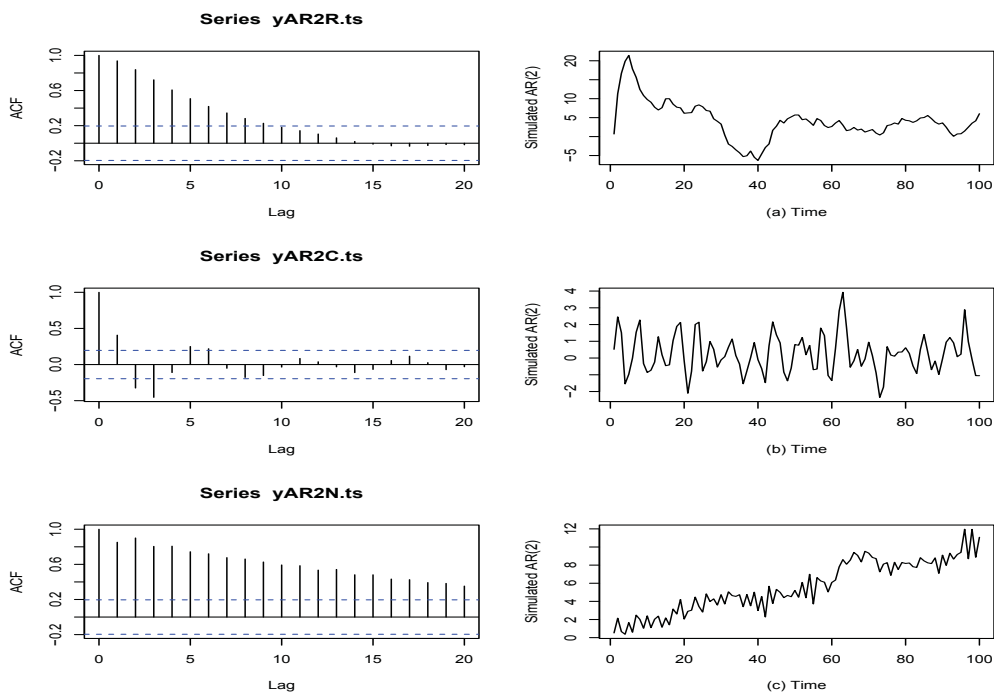 Series yAR2R.ts
ACF
1.0
0.6
0.2
−0.2
0 5 10 15 20
Lag
Simulated AR(2)
20
10
5
−5
0 20 40 60 80 100
(a) Time
Series yAR2C.ts
ACF
1.0
0.5
0.0
−0.5
0 5 10 15 20
Lag
Simulated AR(2)
4
3
2
1
0
−2
0 20 40 60 80 100
(b) Time
Series yAR2N.ts
ACF
1.0
0.6
0.2
−0.2
0 5 10 15 20
Lag
Simulated AR(2)
12
8
6
4
2
0
0 20 40 60 80 100
(c) Time